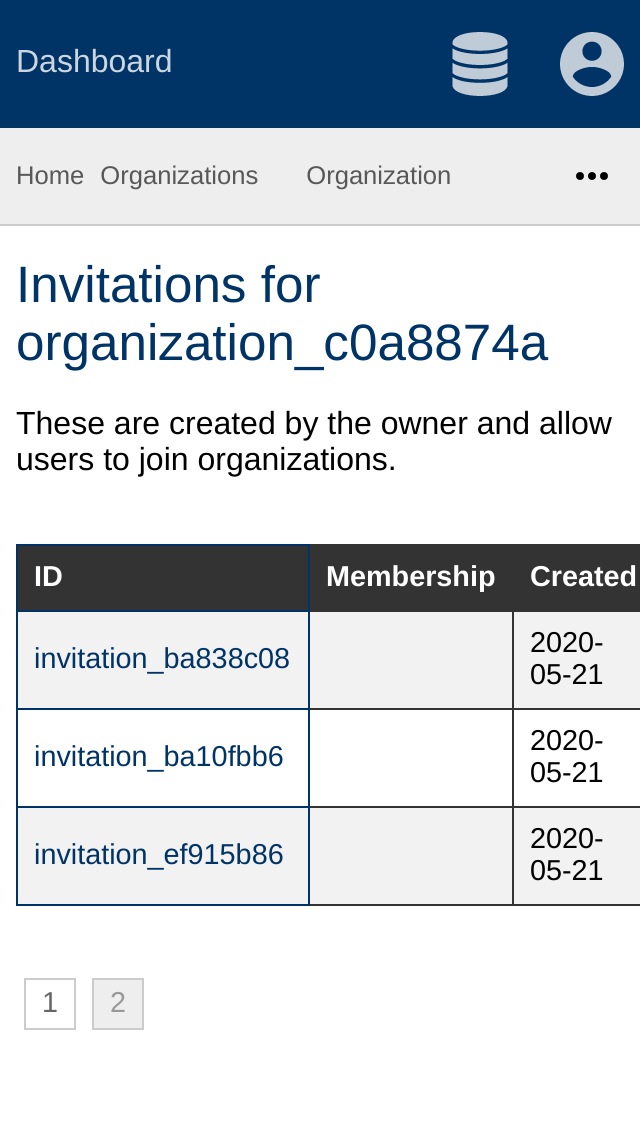 Dashboard
Home Organizations Organization
Invitations for
organization_c0a8874a
These are created by the owner and allow
users to join organizations.
ID Membership Created
invitation_ba838c08 2020-
05-21
invitation_ba10fbb6 2020-
05-21
invitation_ef915b86 2020-
05-21
1 2